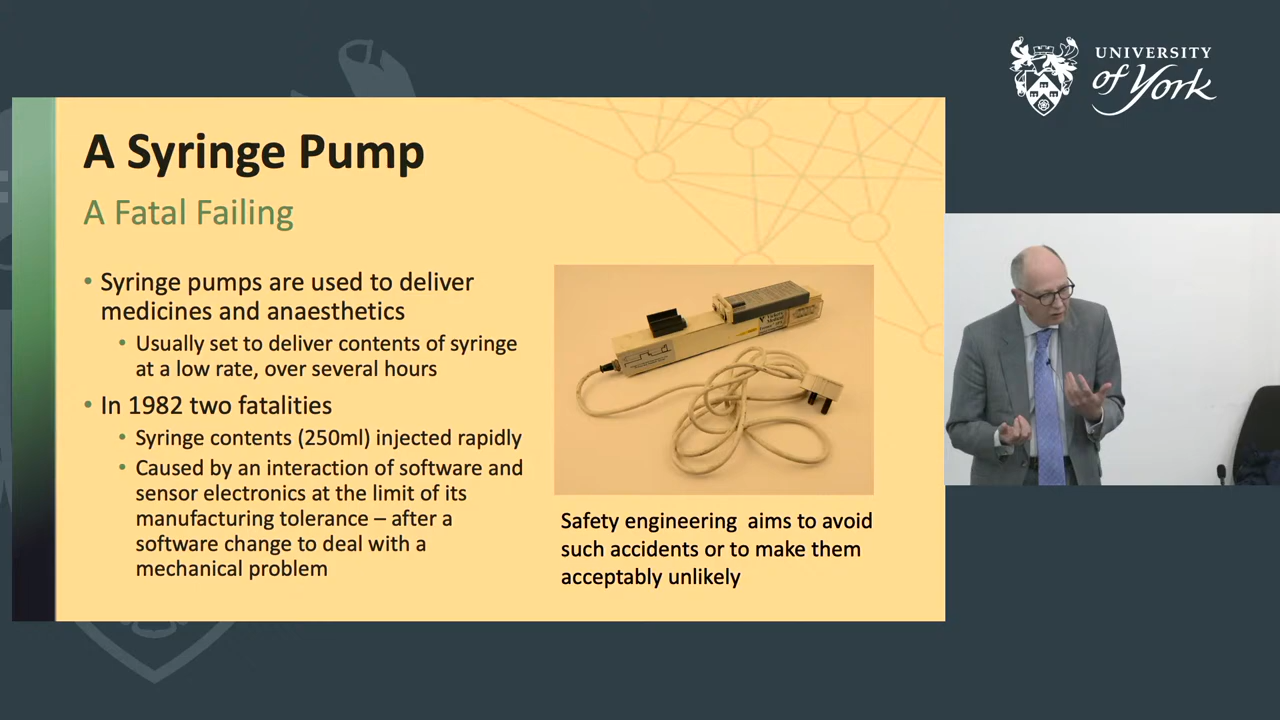 UNIVERSITY
of York
A Syringe Pump
A Fatal Failing
• Syringe pumps are used to deliver
medicines and anaesthetics
• Usually set to deliver contents of syringe
at a low rate, over several hours
• In 1982 two fatalities
• Syringe contents (250ml) injected rapidly
• Caused by an interaction of software and
sensor electronics at the limit of its
manufacturing tolerance – after a
software change to deal with a
mechanical problem
Safety engineering aims to avoid
such accidents or to make them
acceptably unlikely